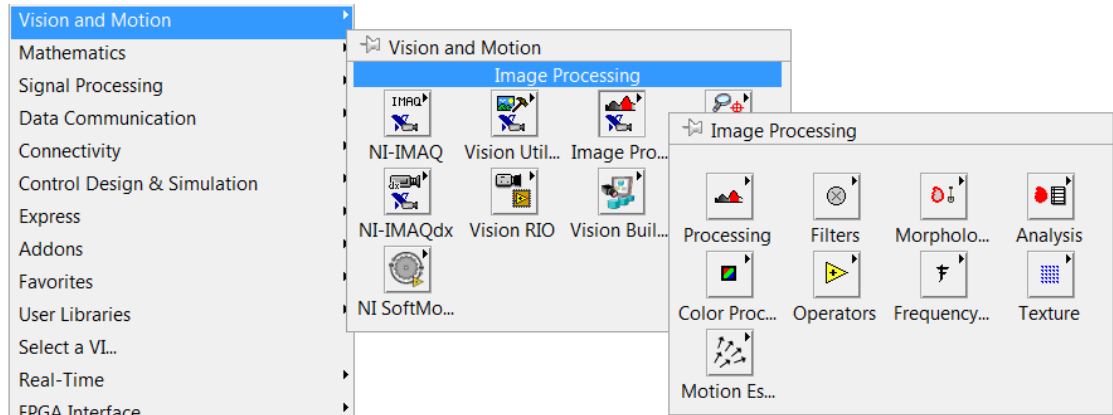 Vision and Motion
Mathematics
Signal Processing
Data Communication
Connectivity
Control Design & Simulation
Express
Addons
Favorites
User Libraries
Select a VI...
Real-Time
FPGA Interface
Vision and Motion
Image Processing
IMAQ
NI-IMAQ Vision Util... Image Pro...
dx
NI-IMAQdx Vision RIO Vision Buil...
NI SoftMo...
Image Processing
Processing Filters Morpholo... Analysis
Color Proc... Operators Frequency... Texture
Motion Es...